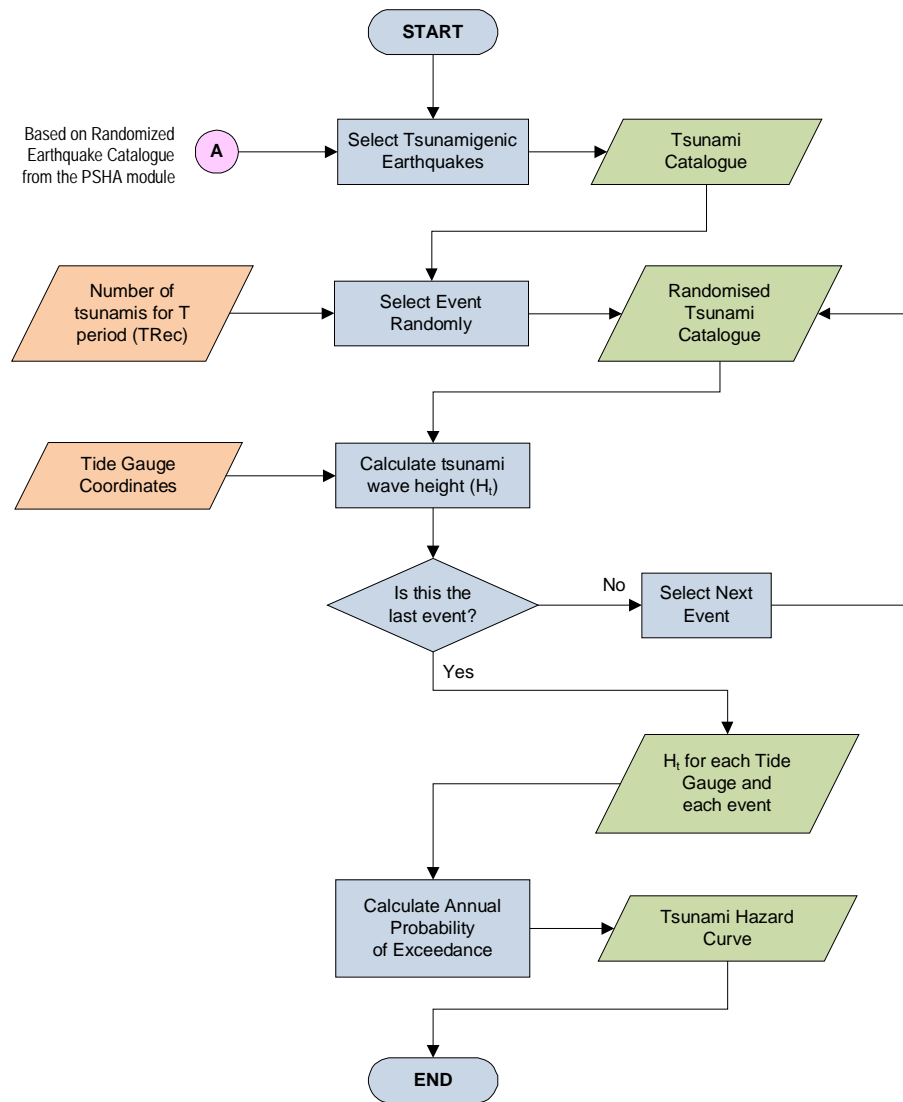 START
Based on Randomized
Earthquake Catalogue
from the PSHA module
A
Select Tsunamigenic
Earthquakes
Tsunami
Catalogue
Number of
tsunamis for T
period (TRec)
Select Event
Randomly
Randomised
Tsunami
Catalogue
Tide Gauge
Coordinates
Calculate tsunami
wave height (Hₜ)
Is this the
last event?
No
Select Next
Event
Yes
Hₜ for each Tide
Gauge and
each event
Calculate Annual
Probability
of Exceedance
Tsunami Hazard
Curve
END